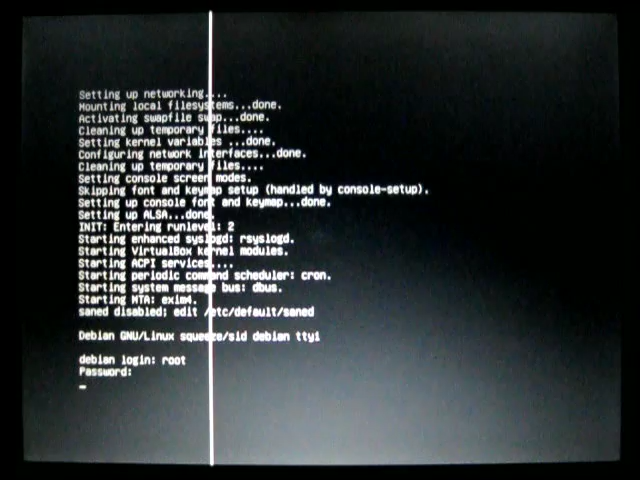 Setting up networking....
Mounting local filesystems...done.
Activating swapfile swap...done.
Cleaning up temporary files....
Setting kernel variables ...done.
Configuring network interfaces...done.
Cleaning up temporary files....
Setting console screen modes.
Skipping font and keymap setup (handled by console-setup).
Setting up console font and keymap...done.
Setting up ALSA...done.
INIT: Entering runlevel: 2
Starting enhanced syslogd: rsyslogd.
Starting VirtualBox kernel modules.
Starting ACPI services....
Starting periodic command scheduler: cron.
Starting system message bus: dbus.
Starting MTA: exim4.
saned disabled; edit /etc/default/saned
Debian GNU/Linux squeeze/sid debian tty1
debian login: root
Password: